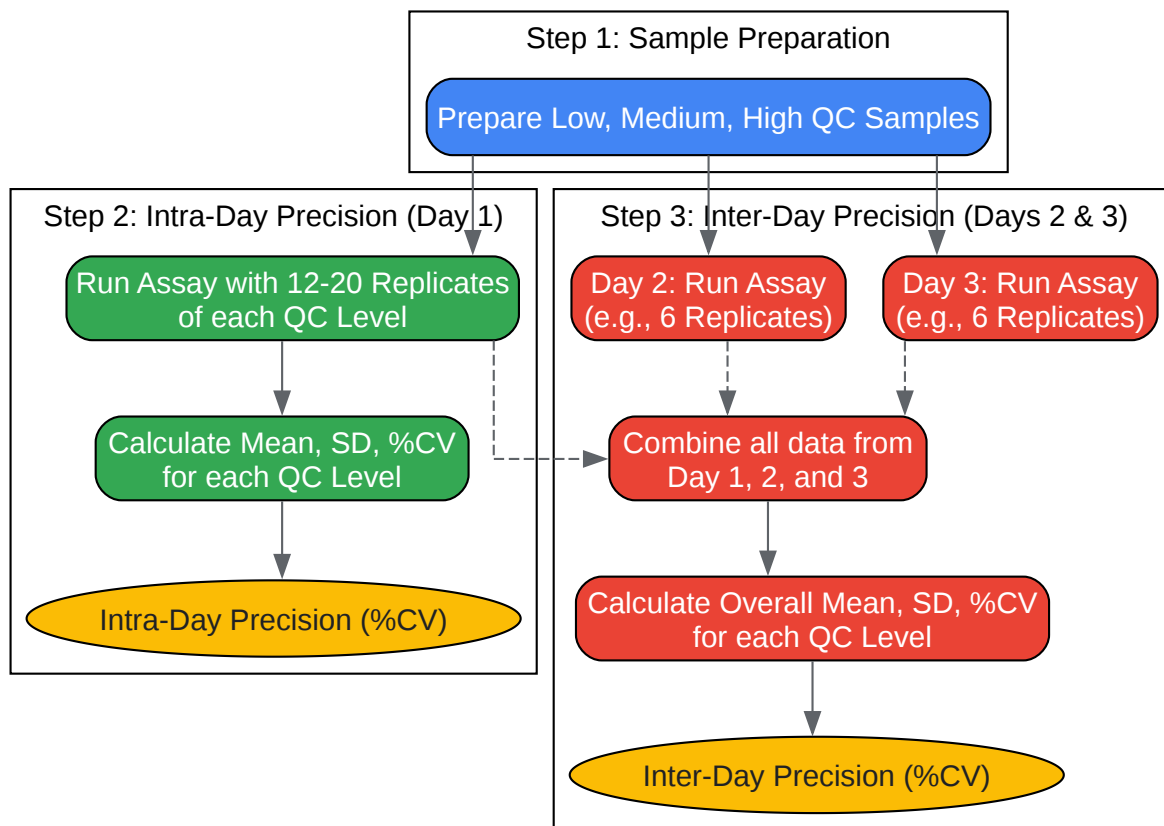 Step 1: Sample Preparation
Prepare Low, Medium, High QC Samples
Step 2: Intra-Day Precision (Day 1)
Run Assay with 12-20 Replicates
of each QC Level
Calculate Mean, SD, %CV
for each QC Level
Intra-Day Precision (%CV)
Step 3: Inter-Day Precision (Days 2 & 3)
Day 2: Run Assay
(e.g., 6 Replicates)
Day 3: Run Assay
(e.g., 6 Replicates)
Combine all data from
Day 1, 2, and 3
Calculate Overall Mean, SD, %CV
for each QC Level
Inter-Day Precision (%CV)